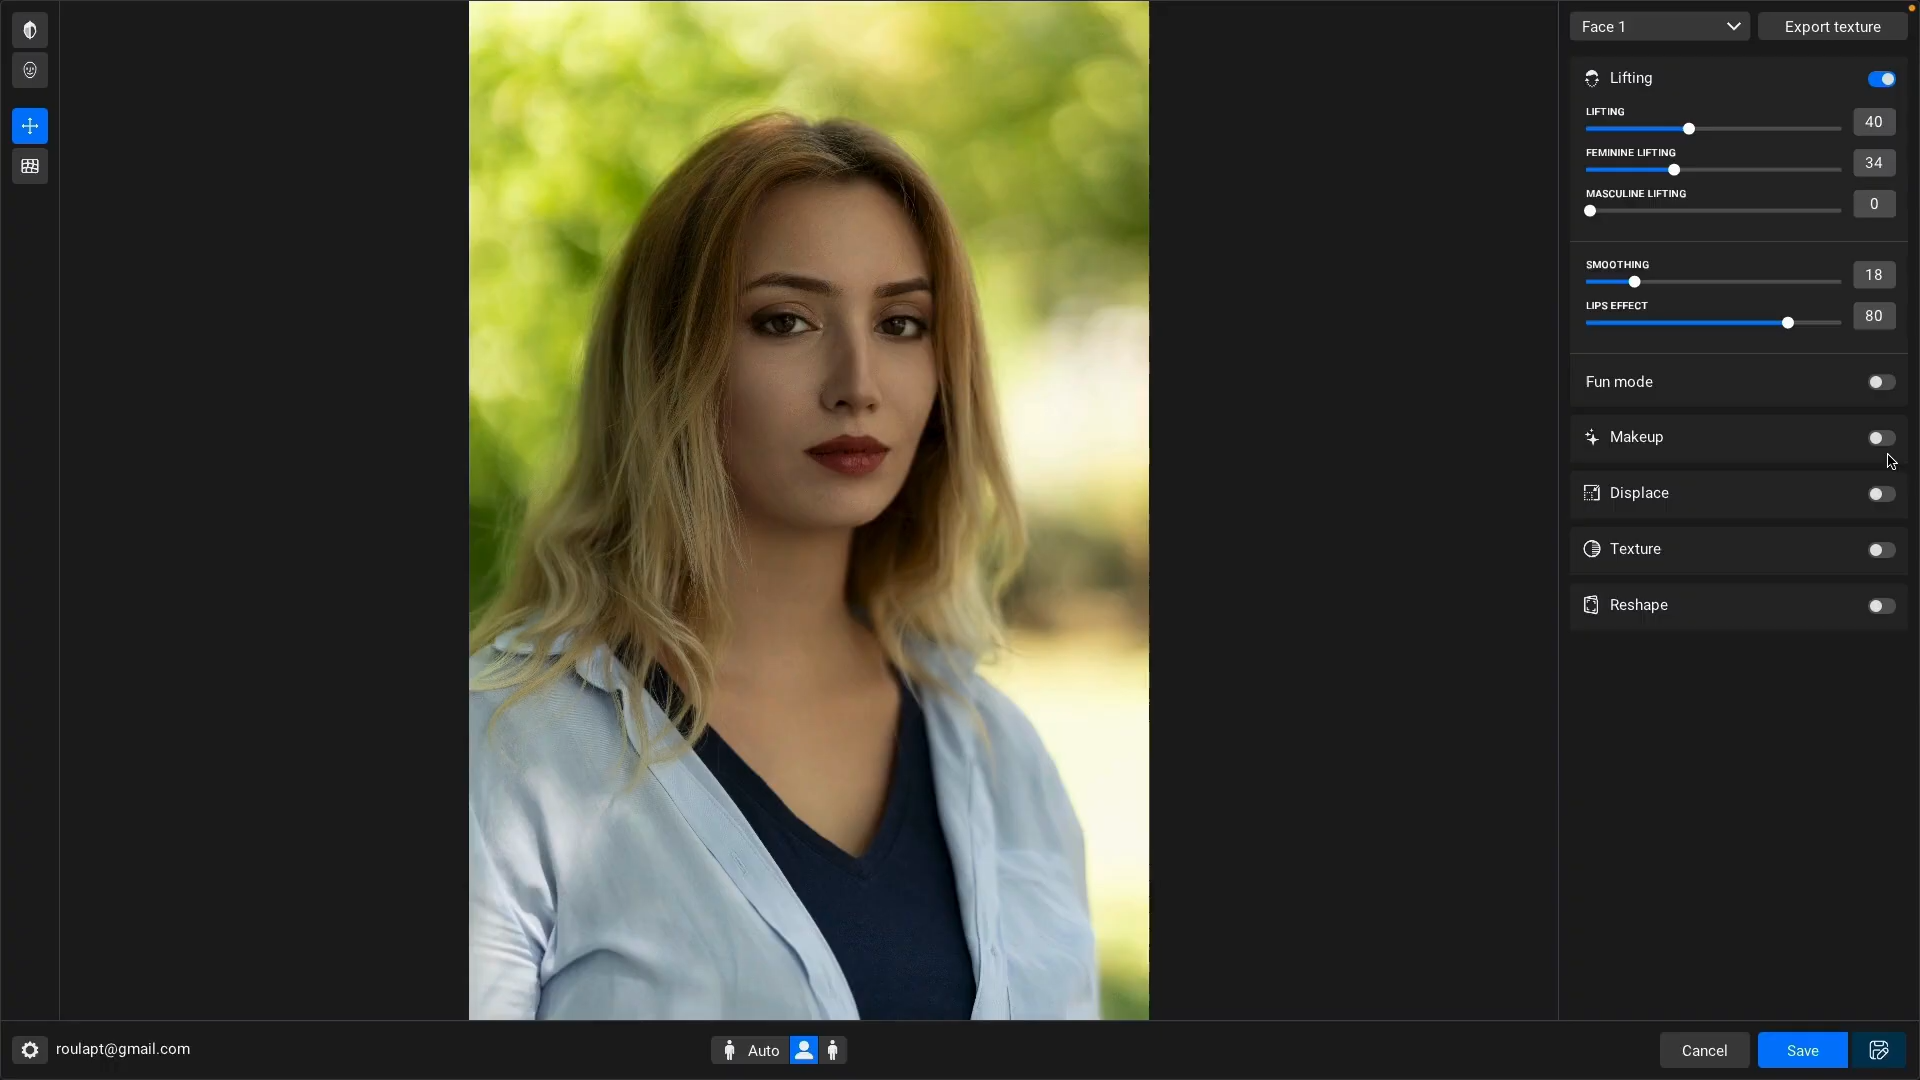 Face 1
Export texture
Lifting
LIFTING
40
FEMININE LIFTING
34
MASCULINE LIFTING
0
SMOOTHING
18
LIPS EFFECT
80
Fun mode
Makeup
Displace
Texture
Reshape
roulapt@gmail.com
Auto
Cancel
Save